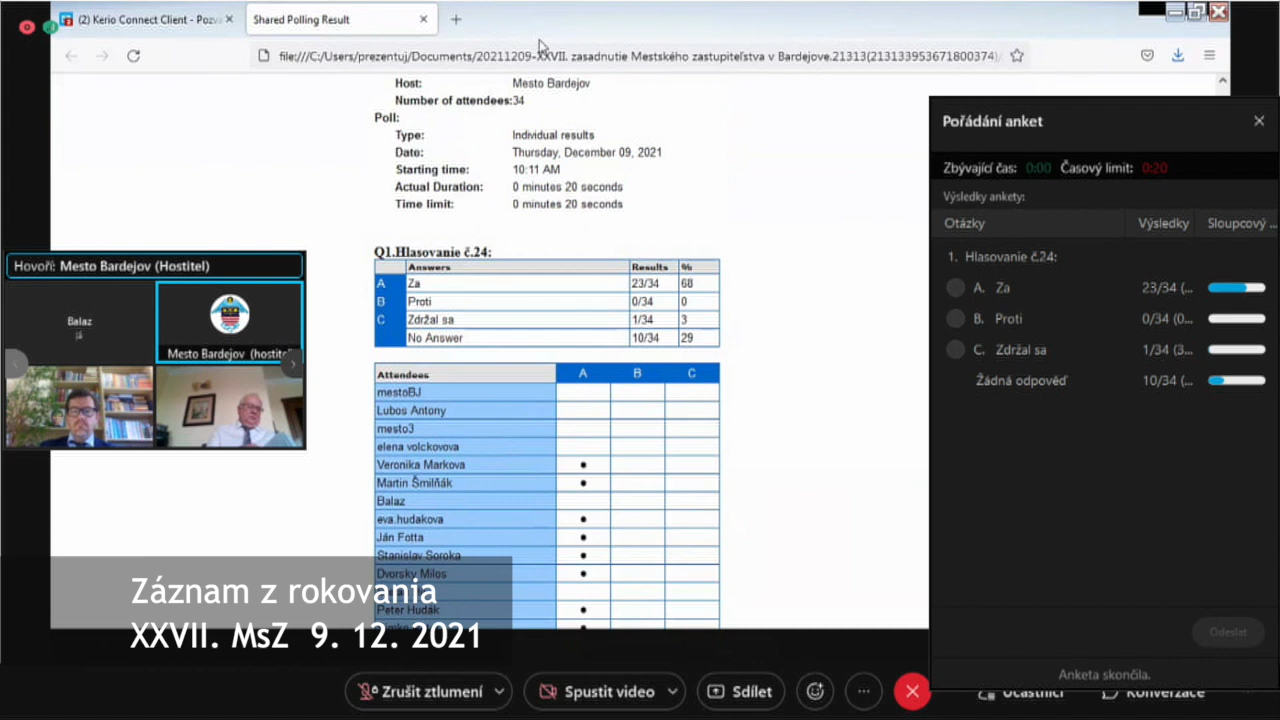 (2) Kerio Connect Client - Pozva
Shared Polling Result
file:///C:/Users/prezentuj/Documents/20211209-XXVII. zasadnutie Mestského zastupiteľstva v Bardejove.21313(213133953671800374)/
Host: Mesto Bardejov
Number of attendees:34
Poll:
Type: Individual results
Date: Thursday, December 09, 2021
Starting time: 10:11 AM
Actual Duration: 0 minutes 20 seconds
Time limit: 0 minutes 20 seconds
Q1.Hlasovanie č.24:
Answers Results %
A Za 23/34 68
B Proti 0/34 0
C Zdržal sa 1/34 3
No Answer 10/34 29
Attendees A B C
mestoBJ
Lubos Antony
mesto3
elena volckovova
Veronika Markova •
Martin Šmilňák •
Balaz
eva.hudakova •
Ján Fotta •
Stanislav Soroka •
Dvorsky Milos •
Peter Hudák •
Hovoří: Mesto Bardejov (Hostitel)
Balaz
já
Mesto Bardejov (hostitel
Záznam z rokovania
XXVII. MsZ 9. 12. 2021
Pořádání anket
Zbývající čas: 0:00 Časový limit: 0:20
Výsledky ankety:
Otázky Výsledky Sloupcový ...
1. Hlasovanie č.24:
A. Za 23/34 (...
B. Proti 0/34 (0...
C. Zdržal sa 1/34 (3...
Žádná odpověď 10/34 (...
Odeslat
Anketa skončila.
Zrušit ztlumení
Spustit video
Sdílet
Účastníci
Konverzace